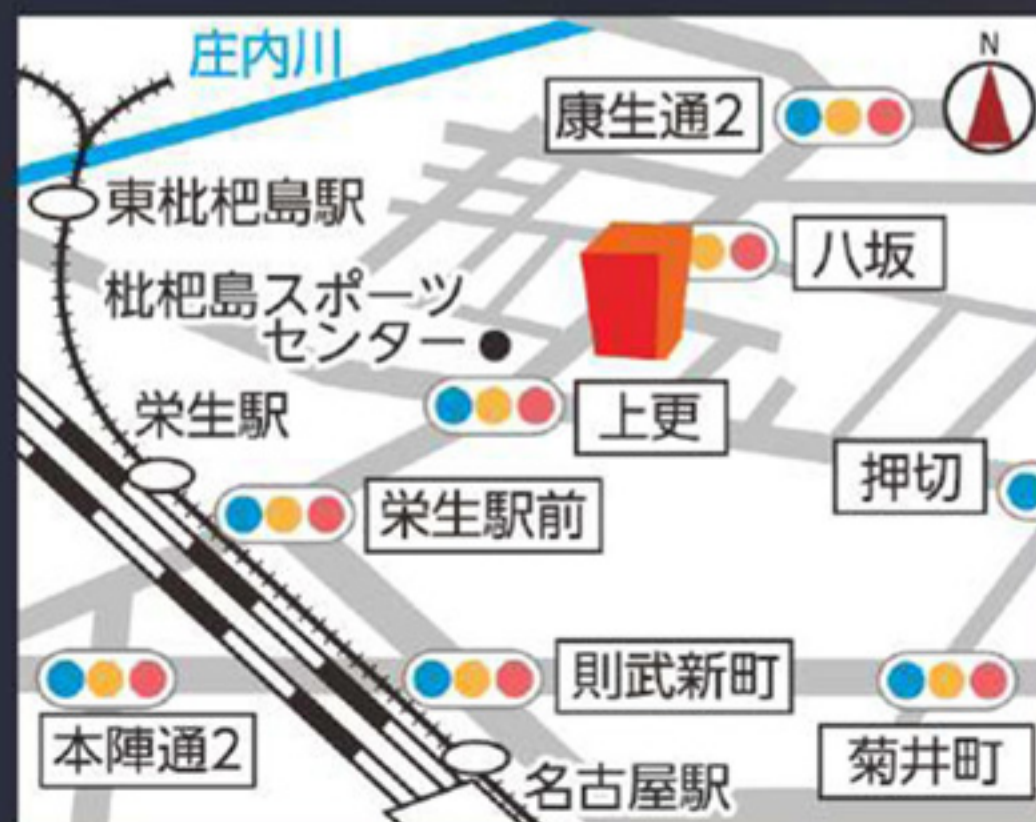 庄内川
N
康生通2
東枇杷島駅
八坂
枇杷島スポーツ
センター
栄生駅
上更
押切
栄生駅前
則武新町
本陣通2
菊井町
名古屋駅